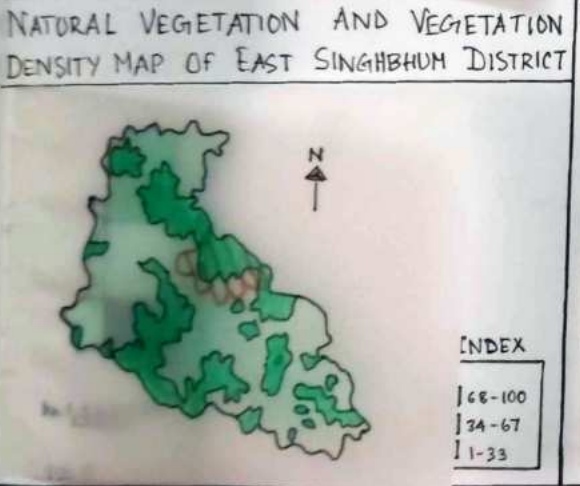 NATURAL VEGETATION AND VEGETATION
DENSITY MAP OF EAST SINGHBHUM DISTRICT
N
INDEX
68-100
34-67
1-33